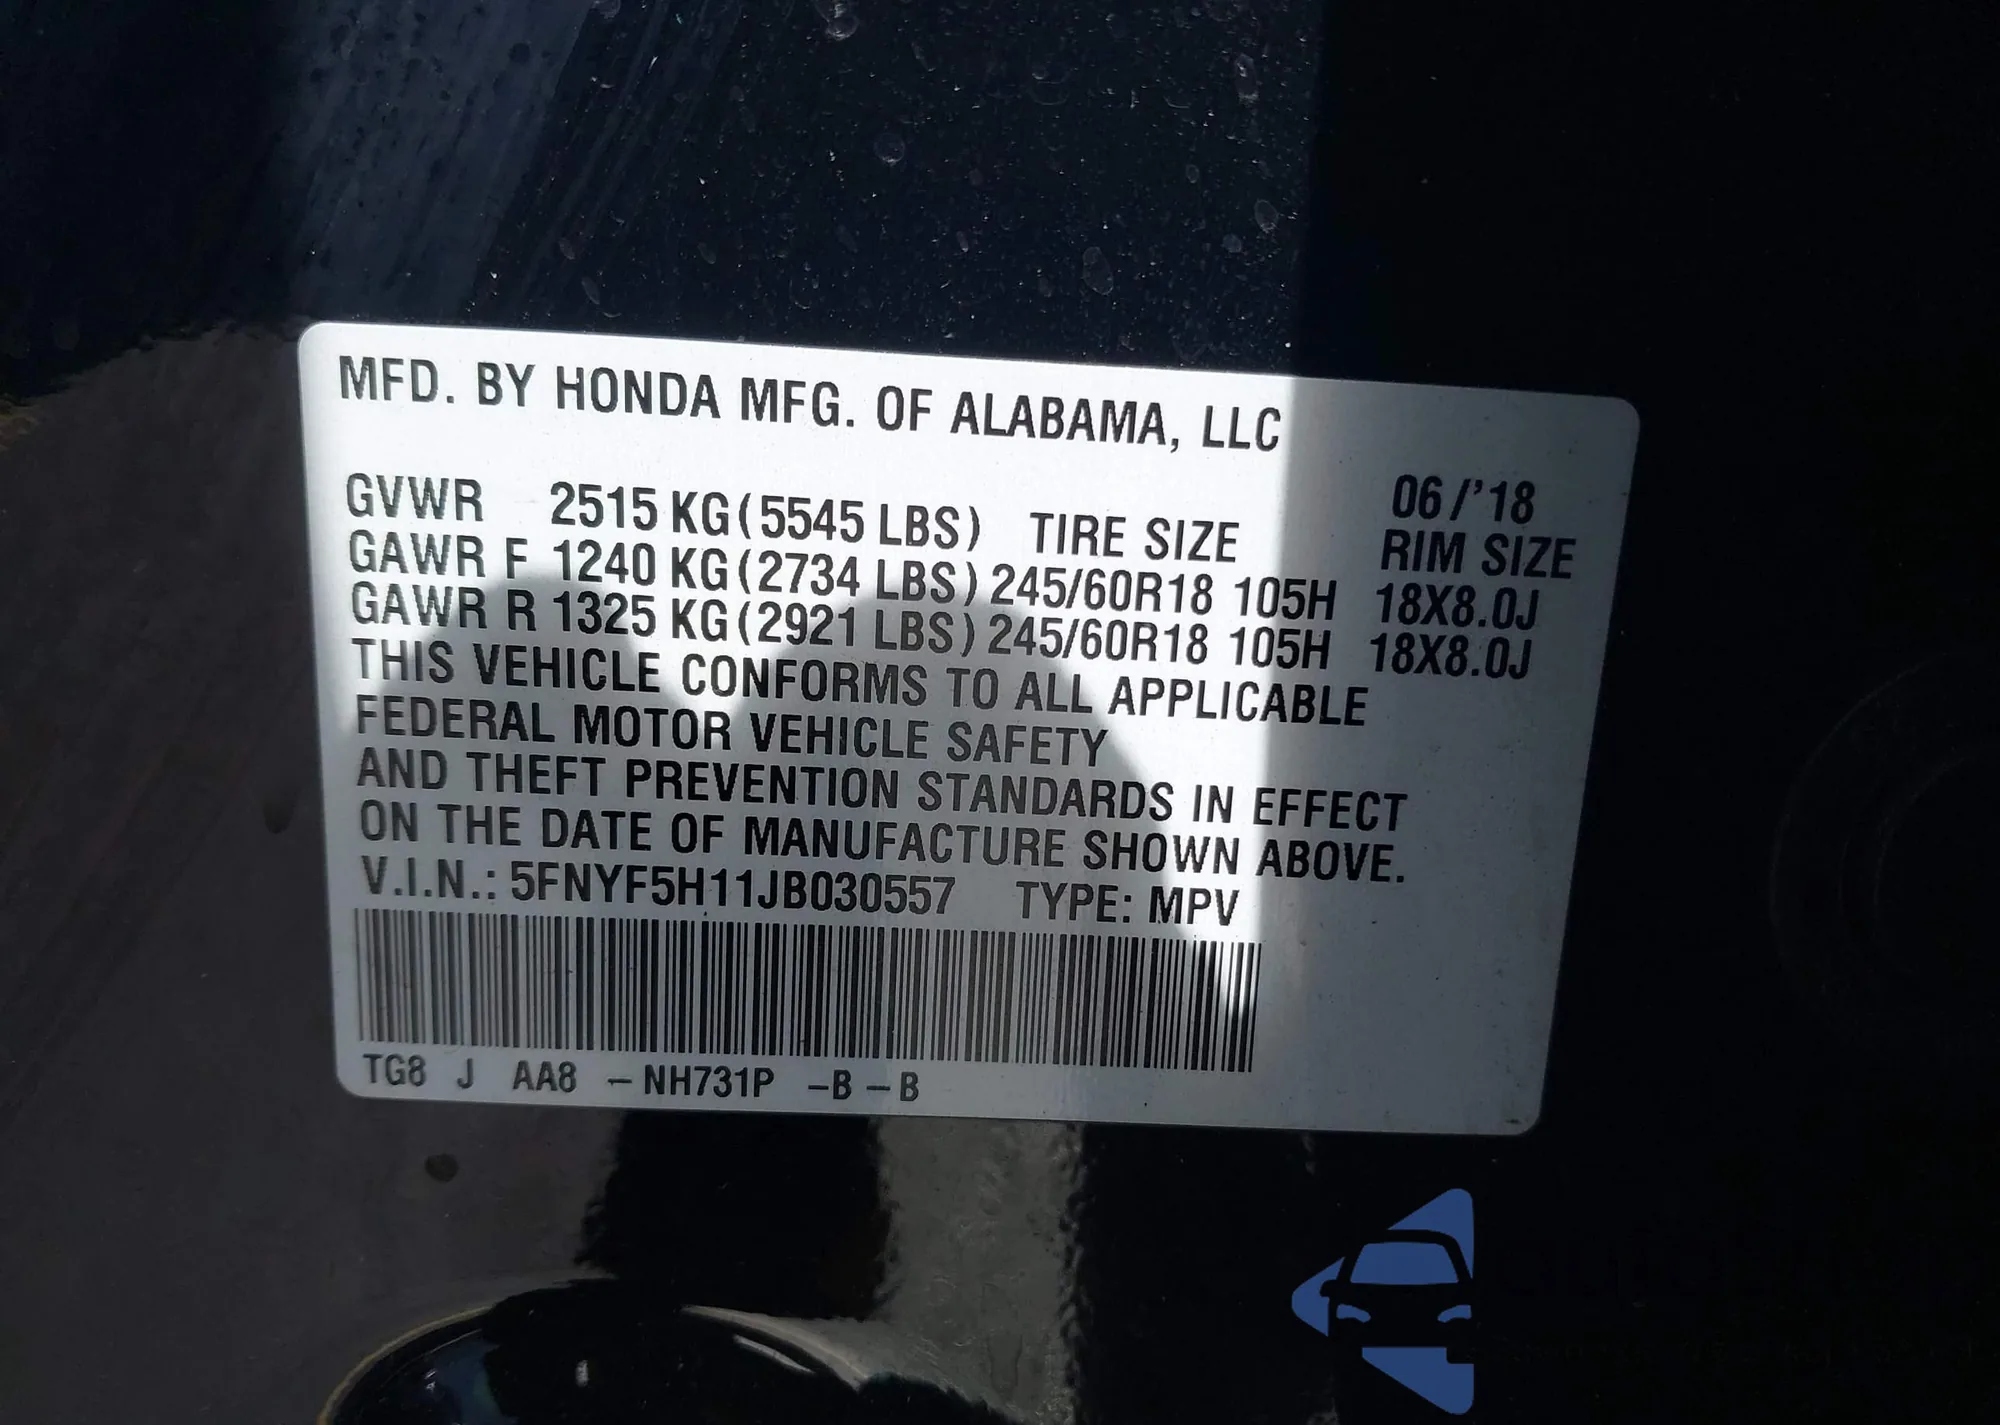 MFD. BY HONDA MFG. OF ALABAMA, LLC
06/'18
GVWR 2515 KG (5545 LBS) TIRE SIZE RIM SIZE
GAWR F 1240 KG (2734 LBS) 245/60R18 105H 18X8.0J
GAWR R 1325 KG (2921 LBS) 245/60R18 105H 18X8.0J
THIS VEHICLE CONFORMS TO ALL APPLICABLE
FEDERAL MOTOR VEHICLE SAFETY
AND THEFT PREVENTION STANDARDS IN EFFECT
ON THE DATE OF MANUFACTURE SHOWN ABOVE.
V.I.N.: 5FNYF5H11JB030557 TYPE: MPV
TG8 J AA8 – NH731P – B – B